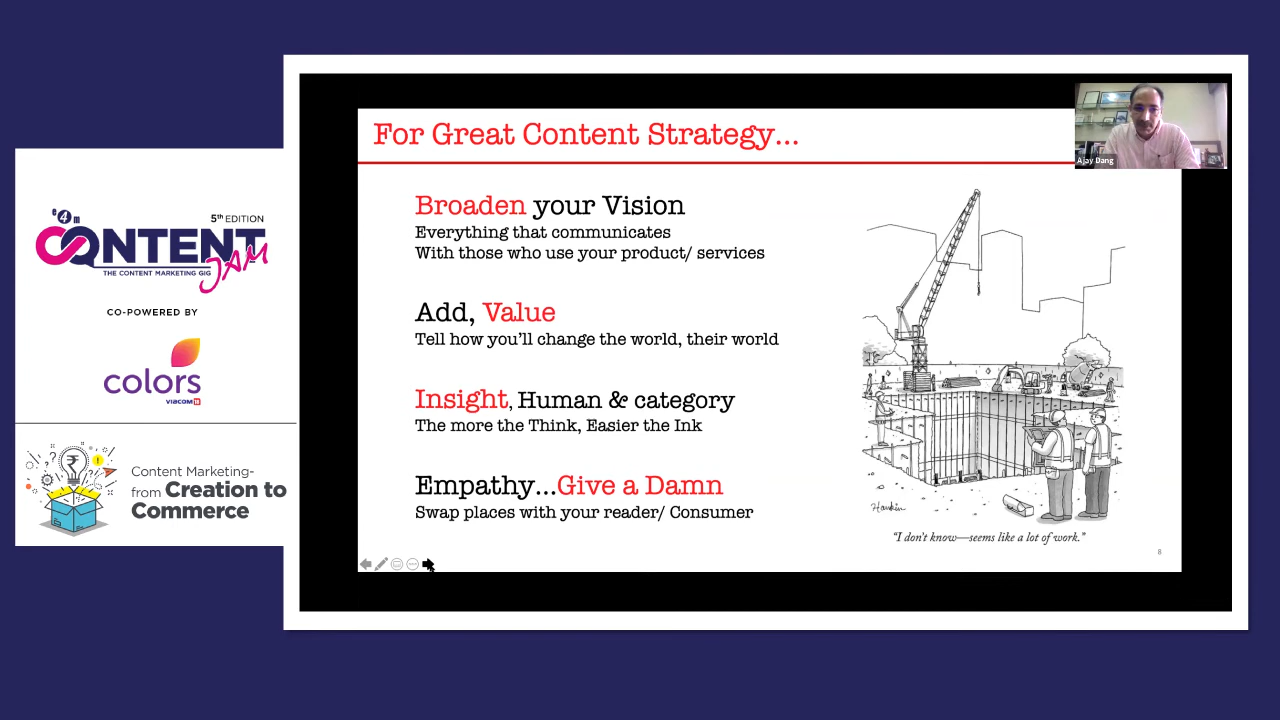 e4m
CONTENT
JAM
5TH EDITION
THE CONTENT MARKETING GIG
CO-POWERED BY
colors
VIACOM18
Content Marketing-
from Creation to
Commerce
For Great Content Strategy...
Broaden your Vision
Everything that communicates
With those who use your product/ services
Add, Value
Tell how you'll change the world, their world
Insight, Human & category
The more the Think, Easier the Ink
Empathy...Give a Damn
Swap places with your reader/ Consumer
Ajay Dang
Hankin
"I don't know—seems like a lot of work."
8